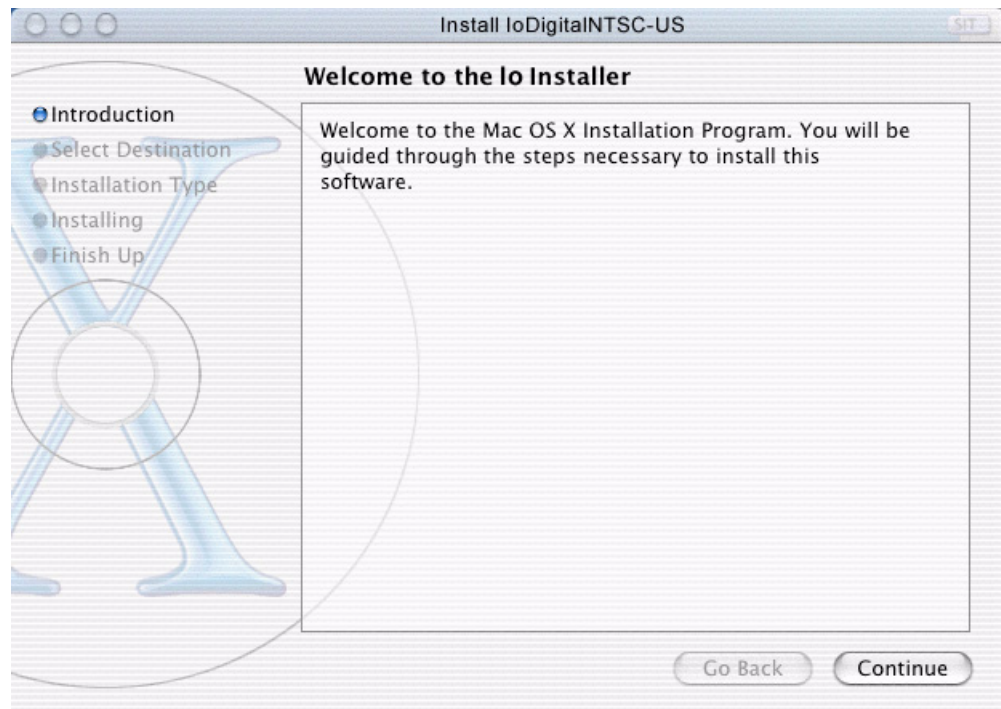 Install IoDigitalNTSC-US
SIT
Welcome to the Io Installer
Introduction
Select Destination
Installation Type
Installing
Finish Up
Welcome to the Mac OS X Installation Program. You will be
guided through the steps necessary to install this
software.
Go Back
Continue